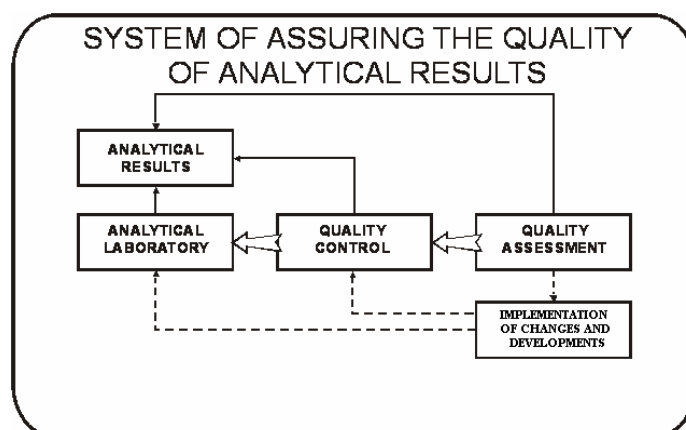 SYSTEM OF ASSURING THE QUALITY
OF ANALYTICAL RESULTS
ANALYTICAL
RESULTS
ANALYTICAL
LABORATORY
QUALITY
CONTROL
QUALITY
ASSESSMENT
IMPLEMENTATION
OF CHANGES AND
DEVELOPMENTS